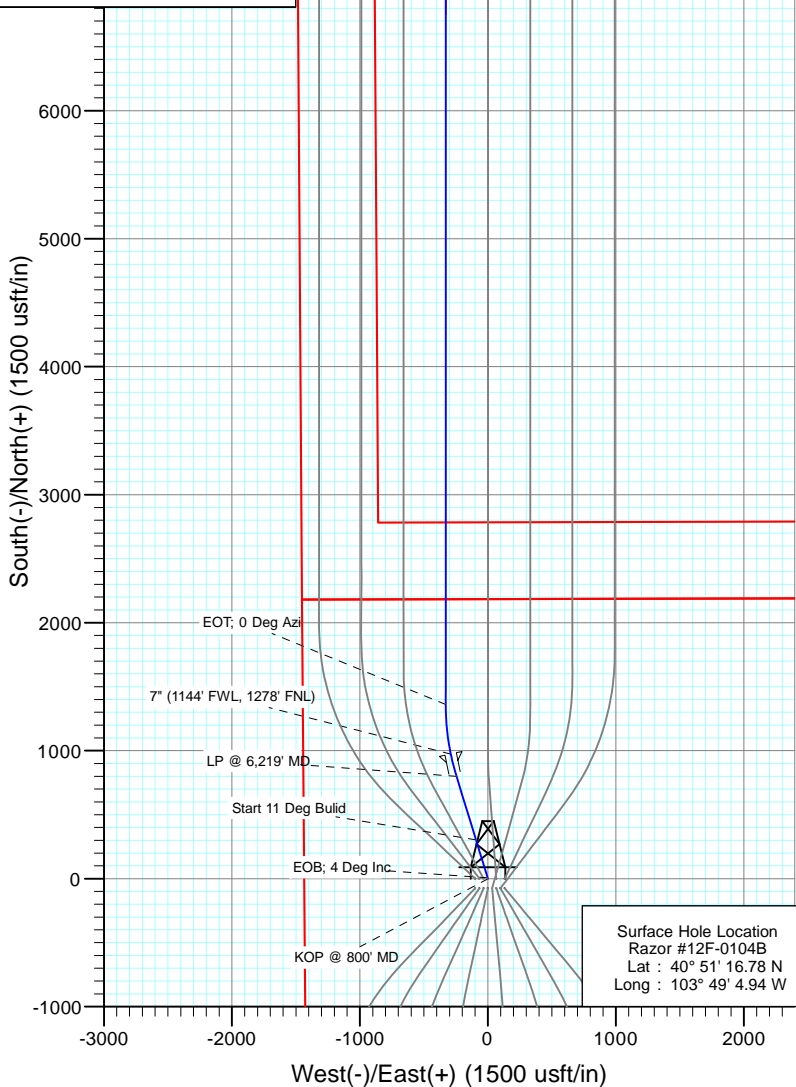 6000
5000
4000
3000
2000
1000
0
-1000
South(-)/North(+) (1500 usft/in)
EOT; 0 Deg Azi
7" (1144' FWL, 1278' FNL)
LP @ 6,219' MD
Start 11 Deg Bulid
EOB; 4 Deg Inc
KOP @ 800' MD
Surface Hole Location
Razor #12F-0104B
Lat : 40° 51' 16.78 N
Long : 103° 49' 4.94 W
-3000 -2000 -1000 0 1000 2000
West(-)/East(+) (1500 usft/in)